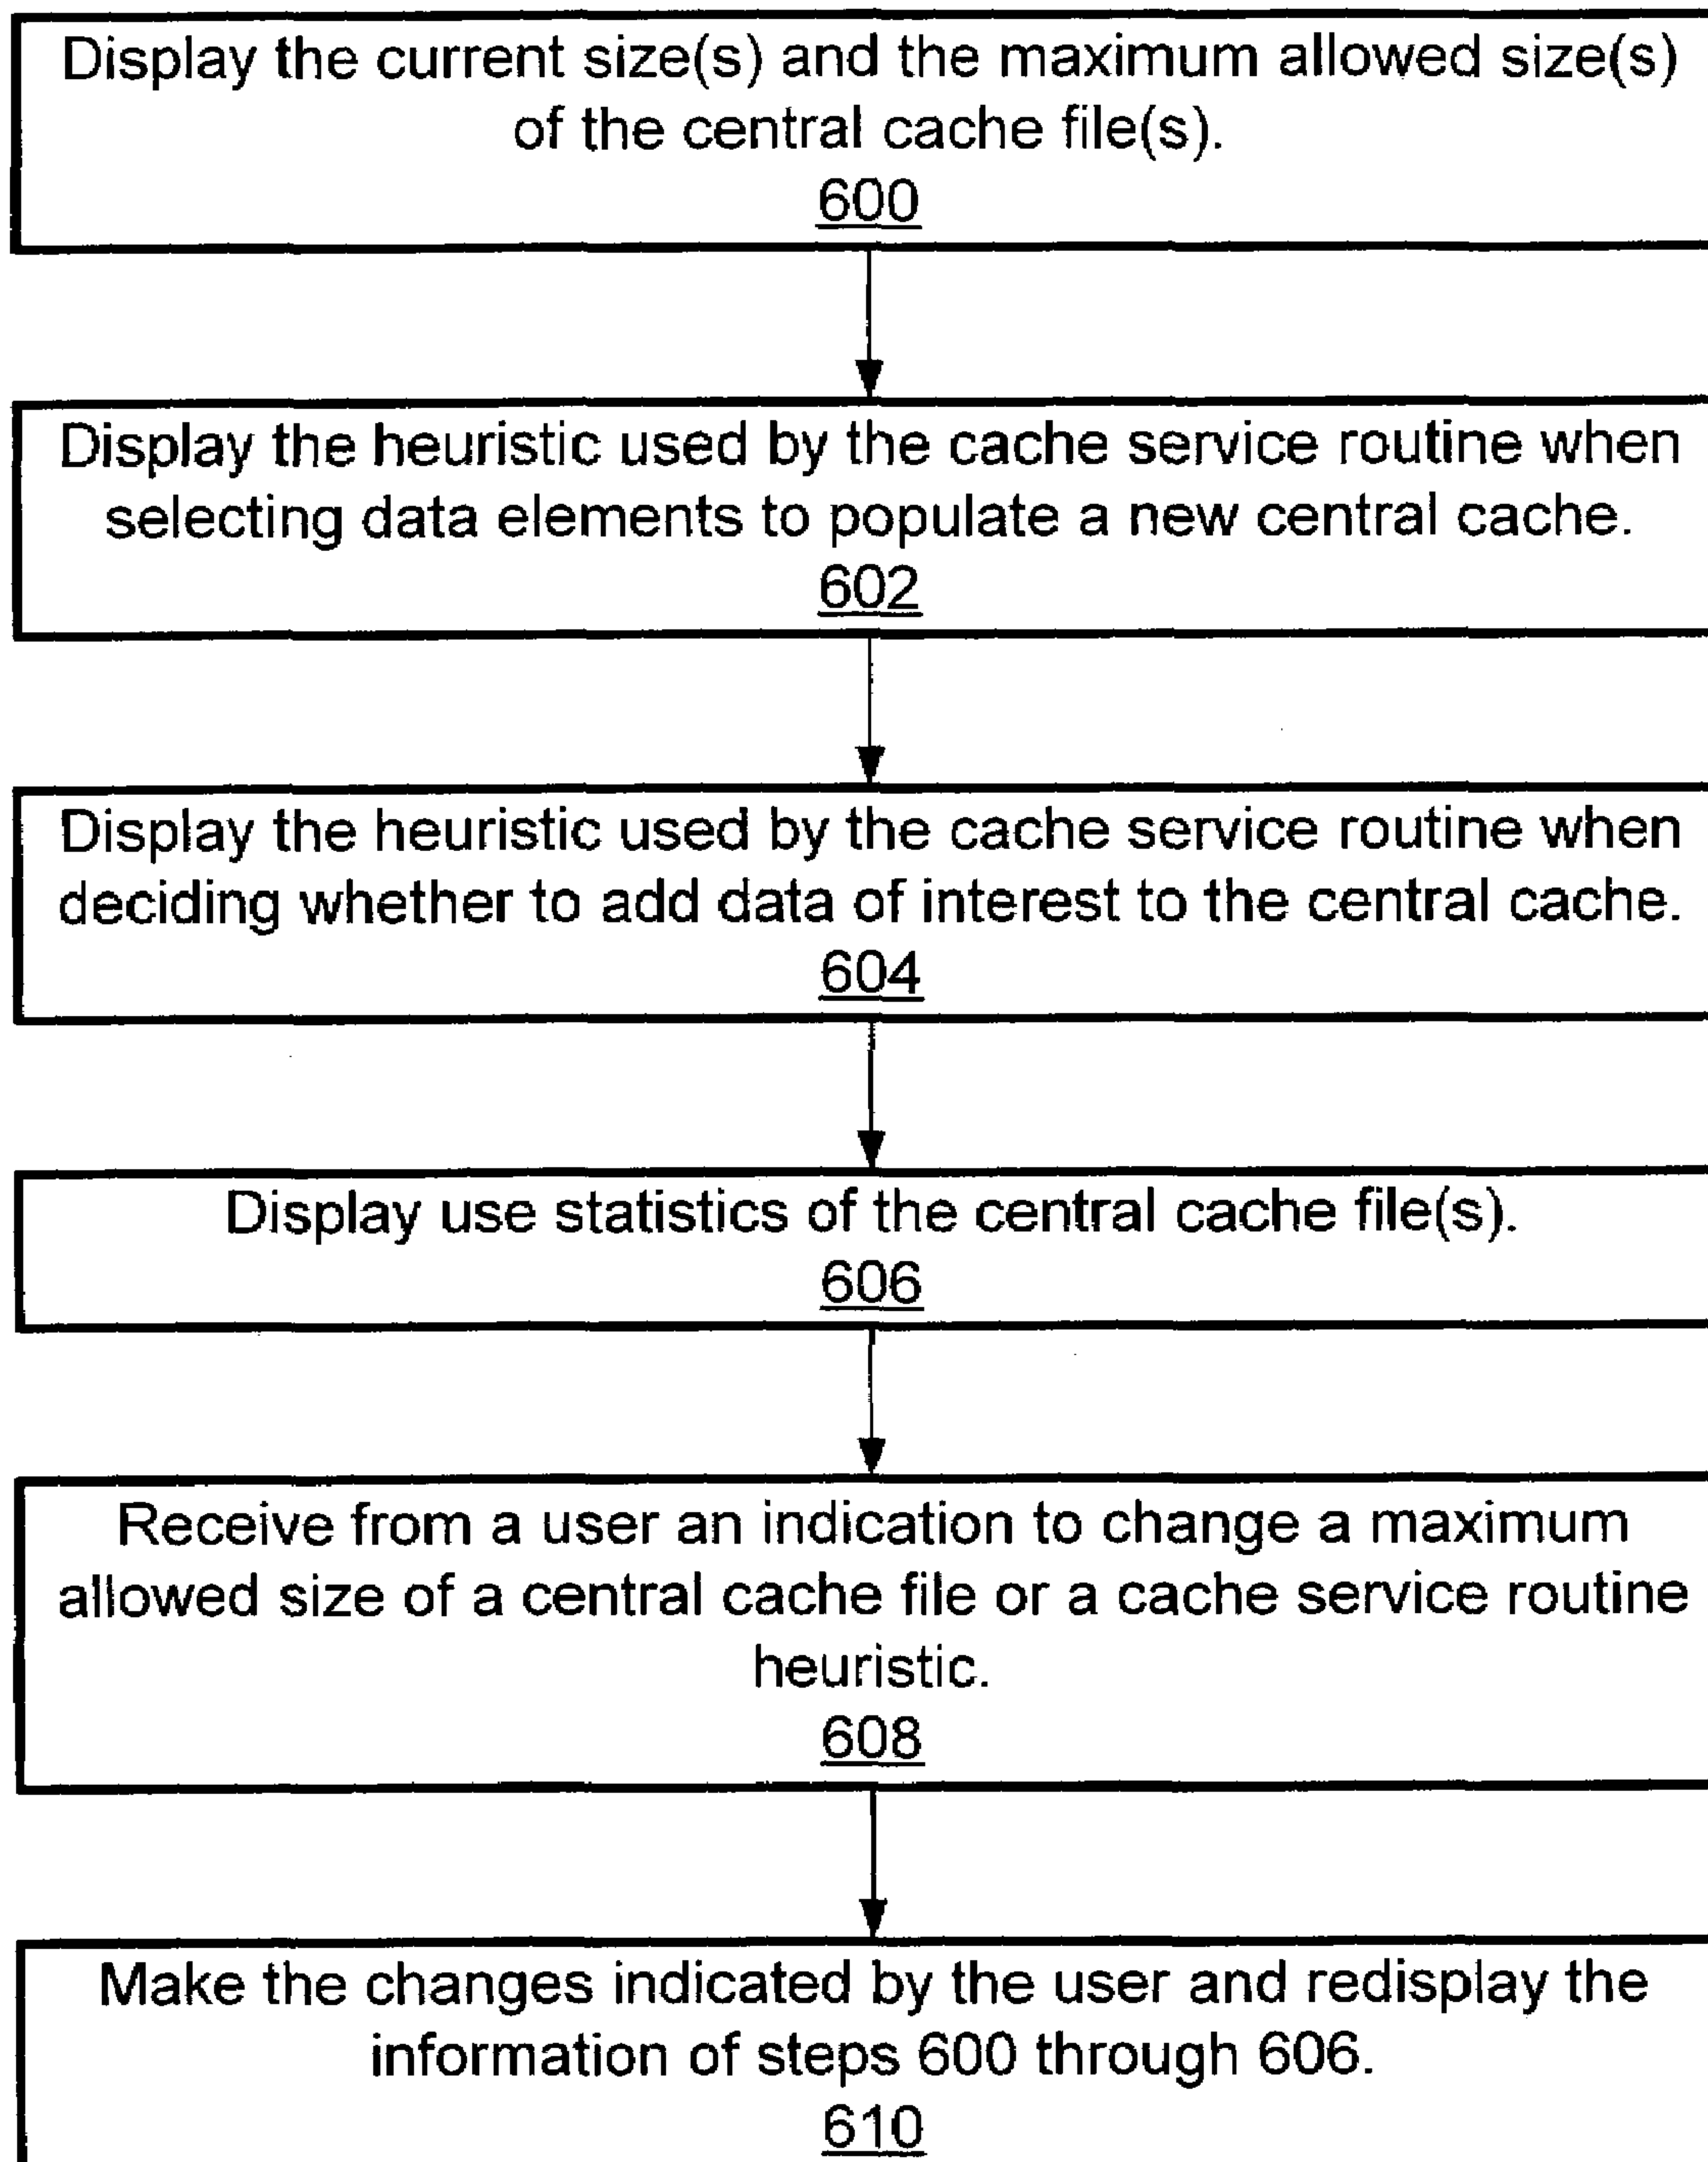 Display the current size(s) and the maximum allowed size(s)
of the central cache file(s).
600
Display the heuristic used by the cache service routine when
selecting data elements to populate a new central cache.
602
Display the heuristic used by the cache service routine when
deciding whether to add data of interest to the central cache.
604
Display use statistics of the central cache file(s).
606
Receive from a user an indication to change a maximum
allowed size of a central cache file or a cache service routine
heuristic.
608
Make the changes indicated by the user and redisplay the
information of steps 600 through 606.
610